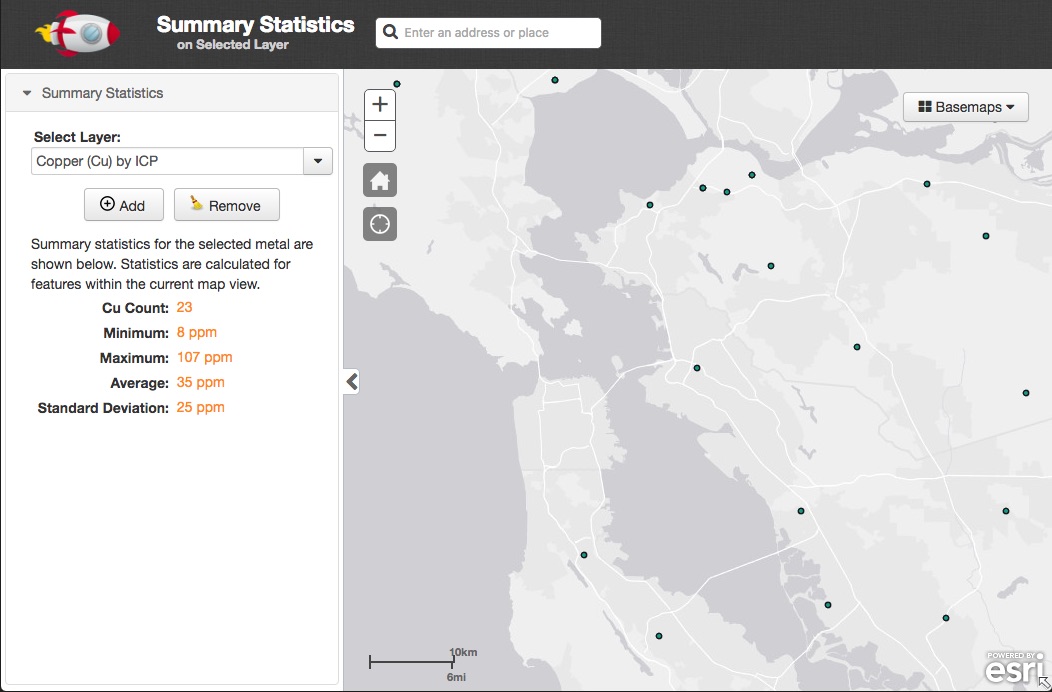 Summary Statistics
on Selected Layer
Enter an address or place
Summary Statistics
Basemaps
Select Layer:
Copper (Cu) by ICP
Add
Remove
Summary statistics for the selected metal are
shown below. Statistics are calculated for
features within the current map view.
Cu Count: 23
Minimum: 8 ppm
Maximum: 107 ppm
Average: 35 ppm
Standard Deviation: 25 ppm
10km
6mi
POWERED BY
esri